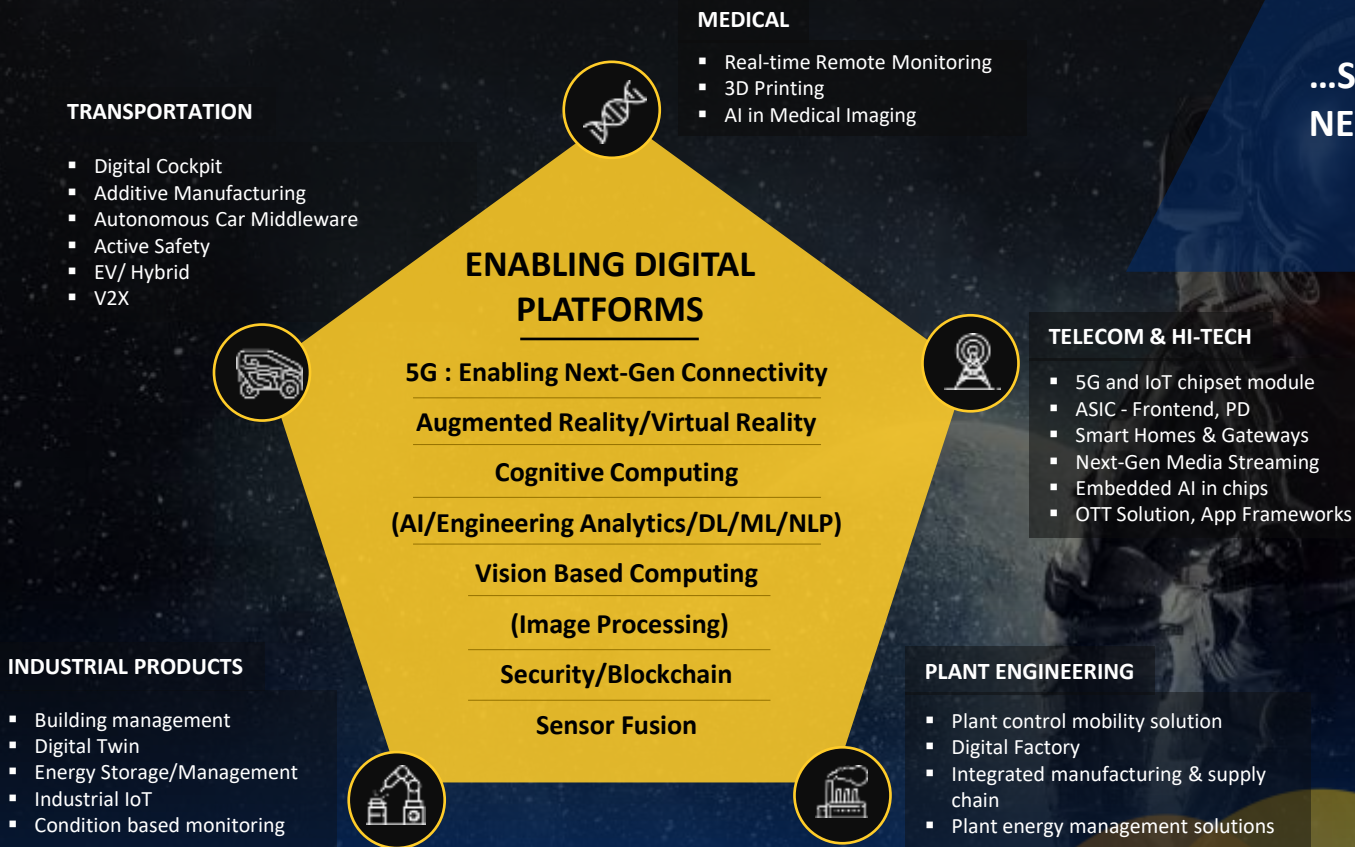 MEDICAL
▪ Real-time Remote Monitoring
▪ 3D Printing
▪ AI in Medical Imaging
…S
NE
TRANSPORTATION
▪ Digital Cockpit
▪ Additive Manufacturing
▪ Autonomous Car Middleware
▪ Active Safety
▪ EV/ Hybrid
▪ V2X
ENABLING DIGITAL
PLATFORMS
5G : Enabling Next-Gen Connectivity
Augmented Reality/Virtual Reality
Cognitive Computing
(AI/Engineering Analytics/DL/ML/NLP)
Vision Based Computing
(Image Processing)
Security/Blockchain
Sensor Fusion
TELECOM & HI-TECH
▪ 5G and IoT chipset module
▪ ASIC - Frontend, PD
▪ Smart Homes & Gateways
▪ Next-Gen Media Streaming
▪ Embedded AI in chips
▪ OTT Solution, App Frameworks
INDUSTRIAL PRODUCTS
▪ Building management
▪ Digital Twin
▪ Energy Storage/Management
▪ Industrial IoT
▪ Condition based monitoring
PLANT ENGINEERING
▪ Plant control mobility solution
▪ Digital Factory
▪ Integrated manufacturing & supply
chain
▪ Plant energy management solutions